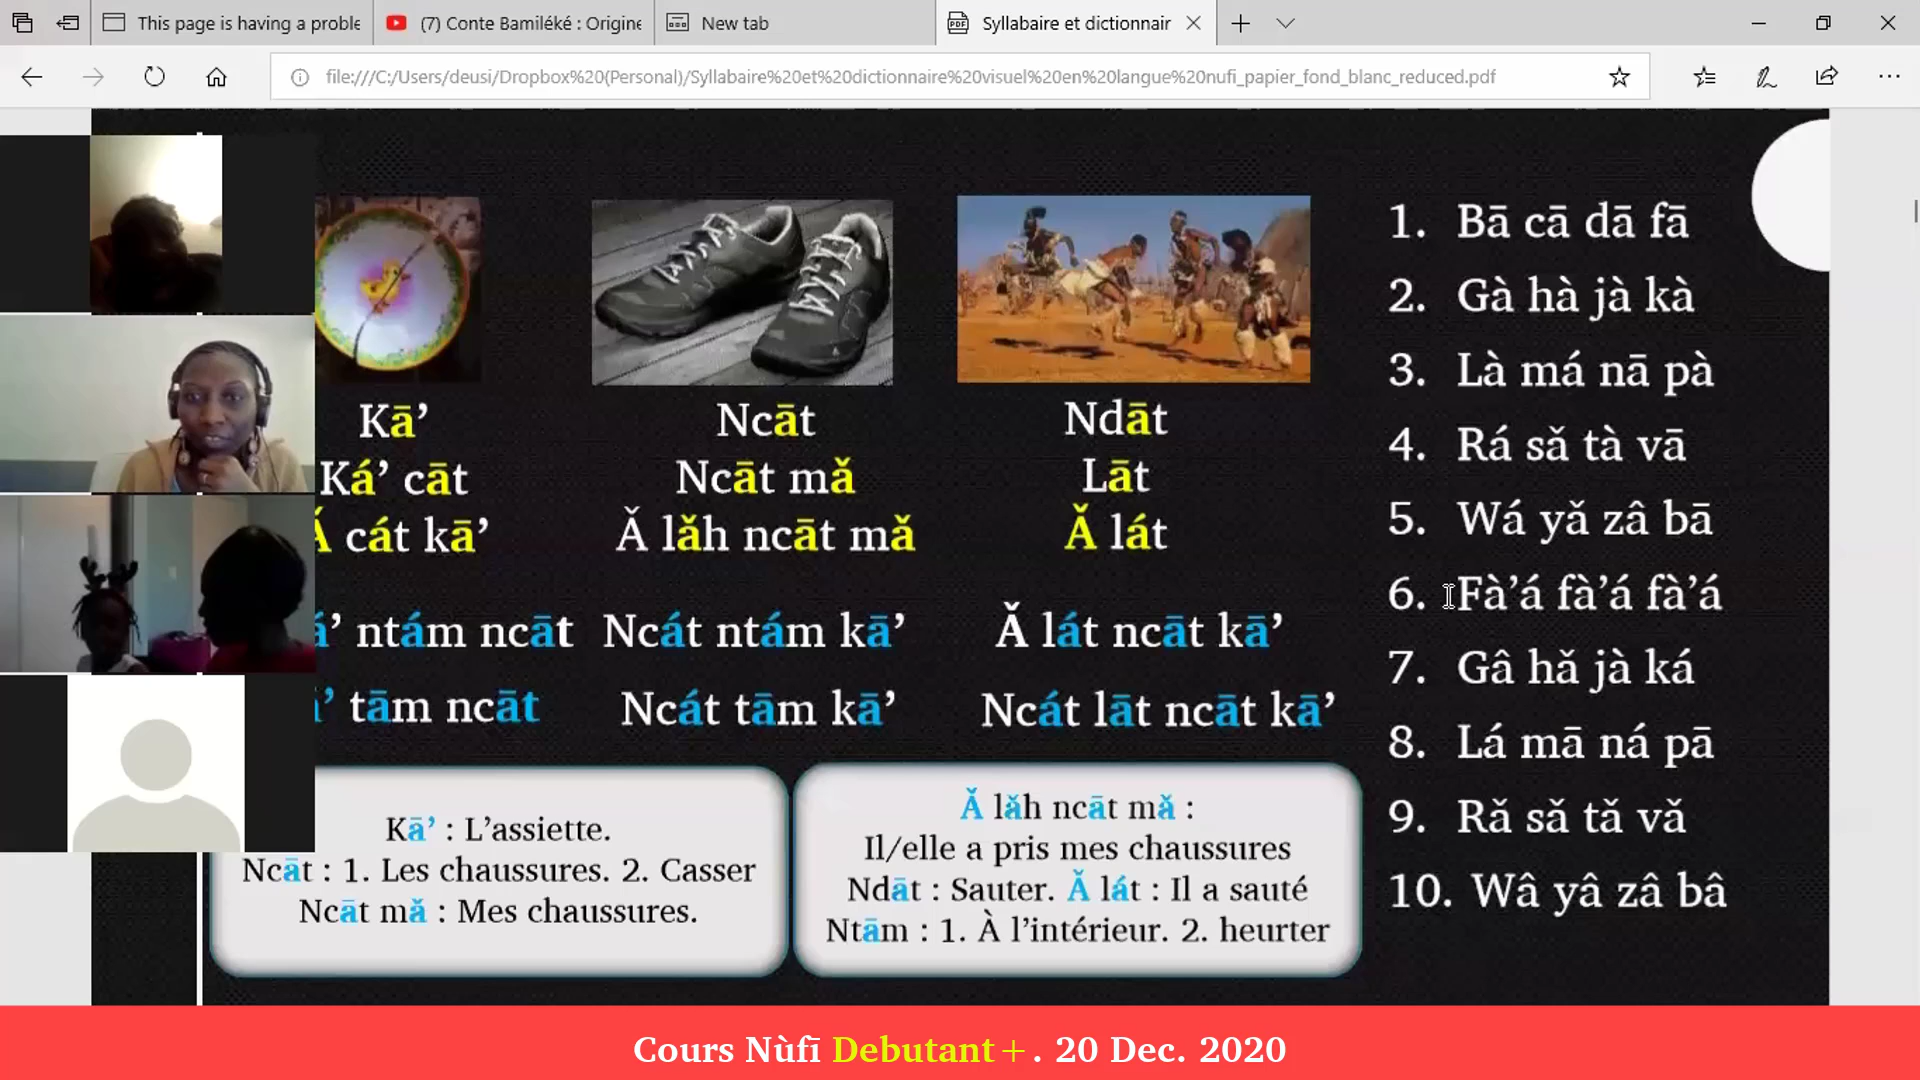 This page is having a proble
(7) Conte Bamiléké : Origine
New tab
Syllabaire et dictionnair
file:///C:/Users/deusi/Dropbox%20(Personal)/Syllabaire%20et%20dictionnaire%20visuel%20en%20langue%20nufi_papier_fond_blanc_reduced.pdf
Kā’
Ká’ cāt
Ǎ cát kā’
Ncāt
Ncāt mǎ
Ǎ lǎh ncāt mǎ
Ndāt
Lāt
Ǎ lát
á’ ntám ncāt
Ncát ntám kā’
Ǎ lát ncāt kā’
’ tām ncāt
Ncát tām kā’
Ncát lāt ncāt kā’
Kā’ : L’assiette.
Ncāt : 1. Les chaussures. 2. Casser
Ncāt mǎ : Mes chaussures.
Ǎ lǎh ncāt mǎ :
Il/elle a pris mes chaussures
Ndāt : Sauter. Ǎ lát : Il a sauté
Ntām : 1. À l’intérieur. 2. heurter
1. Bā cā dā fā
2. Gà hà jà kà
3. Là má nā pà
4. Rá sǎ tà vā
5. Wá yǎ zâ bā
6. Fà’á fà’á fà’á
7. Gâ hǎ jà ká
8. Lá mā ná pā
9. Rǎ sǎ tǎ vǎ
10. Wâ yâ zâ bâ
Cours Nùfī Debutant+. 20 Dec. 2020